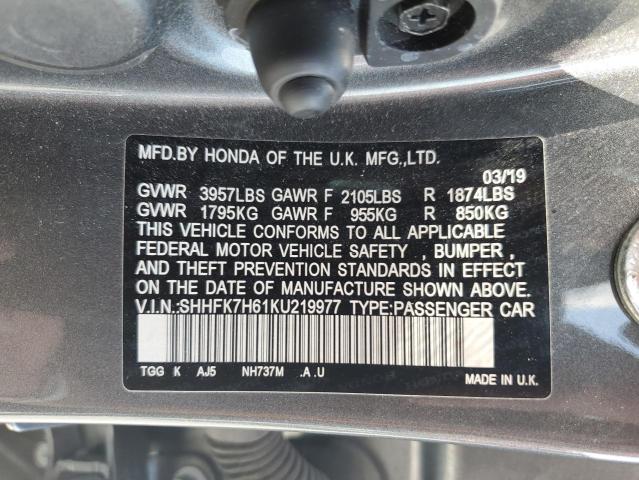 MFD.BY HONDA OF THE U.K. MFG.,LTD.
03/19
GVWR 3957LBS GAWR F 2105LBS R 1874LBS
GVWR 1795KG GAWR F 955KG R 850KG
THIS VEHICLE CONFORMS TO ALL APPLICABLE
FEDERAL MOTOR VEHICLE SAFETY , BUMPER ,
AND THEFT PREVENTION STANDARDS IN EFFECT
ON THE DATE OF MANUFACTURE SHOWN ABOVE.
V.I.N:SHHFK7H61KU219977 TYPE:PASSENGER CAR
TGG K AJ5 NH737M .A .U
MADE IN U.K.